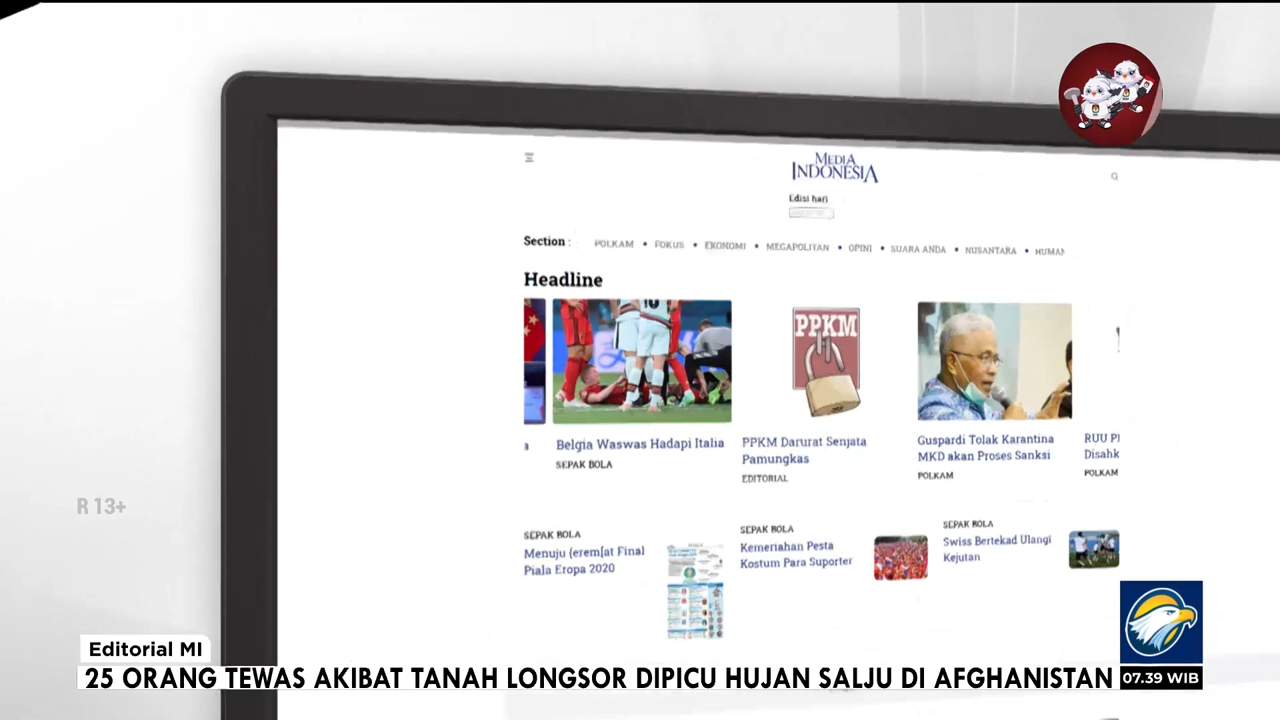 MEDIA
INDONESIA
Edisi hari
Section :
POLKAM • FOKUS • EKONOMI • MEGAPOLITAN • OPINI • SUARA ANDA • NUSANTARA • HUMAN
Headline
PPKM
a
Belgia Waswas Hadapi Italia
SEPAK BOLA
PPKM Darurat Senjata
Pamungkas
EDITORIAL
Guspardi Tolak Karantina
MKD akan Proses Sanksi
POLKAM
RUU P
Disahk
POLKAM
R 13+
SEPAK BOLA
Menuju {erem[at Final
Piala Eropa 2020
SEPAK BOLA
Kemeriahan Pesta
Kostum Para Suporter
SEPAK BOLA
Swiss Bertekad Ulangi
Kejutan
Editorial MI
25 ORANG TEWAS AKIBAT TANAH LONGSOR DIPICU HUJAN SALJU DI AFGHANISTAN
07.39 WIB